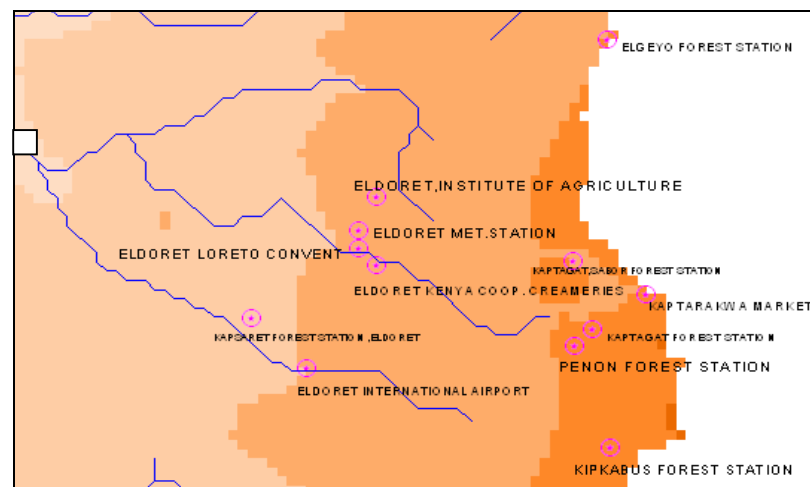 ELGEYO FOREST STATION
ELDORET,INSTITUTE OF AGRICULTURE
ELDORET MET.STATION
ELDORET LORETO CONVENT
KAPTAGAT,SABOR FOREST STATION
ELDORET KENYA COOP. CREAMERIES
KAPTARAKWA MARKET
KAPSARET FOREST STATION ,ELDORET
KAPTAGAT FOREST STATION
PENON FOREST STATION
ELDORET INTERNATIONAL AIRPORT
KIPKABUS FOREST STATION